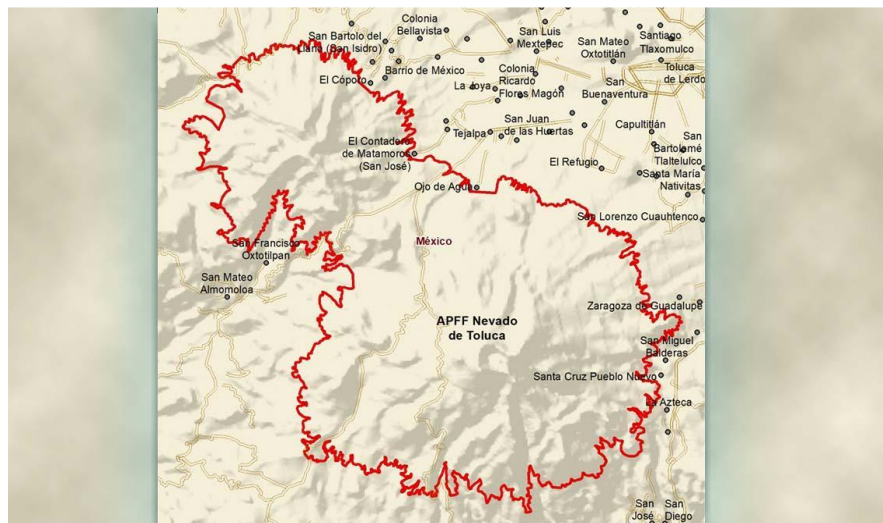 Colonia
Bellavista
San Bartolo del
Llano (San Isidro)
San Luis
Mextepec
San Mateo
Oxtotitlán
Santiago
Tlaxomulco
Toluca
de Lerdo
El Cóporo
Barrio de México
La Joya
Colonia
Ricardo
Flores Magón
San
Buenaventura
El Contadero
de Matamoros
(San José)
Tejalpa
San Juan
de las Huertas
Capultitlán
San
Bartolomé
Tlaltelulco
El Refugio
Santa María
Nativitas
Ojo de Agua
San Lorenzo Cuauhtenco
San Francisco
Oxtotilpan
México
San Mateo
Almomoloa
Zaragoza de Guadalupe
APFF Nevado
de Toluca
San Miguel
Balderas
Santa Cruz Pueblo Nuevo
La Azteca
San
José
San
Diego